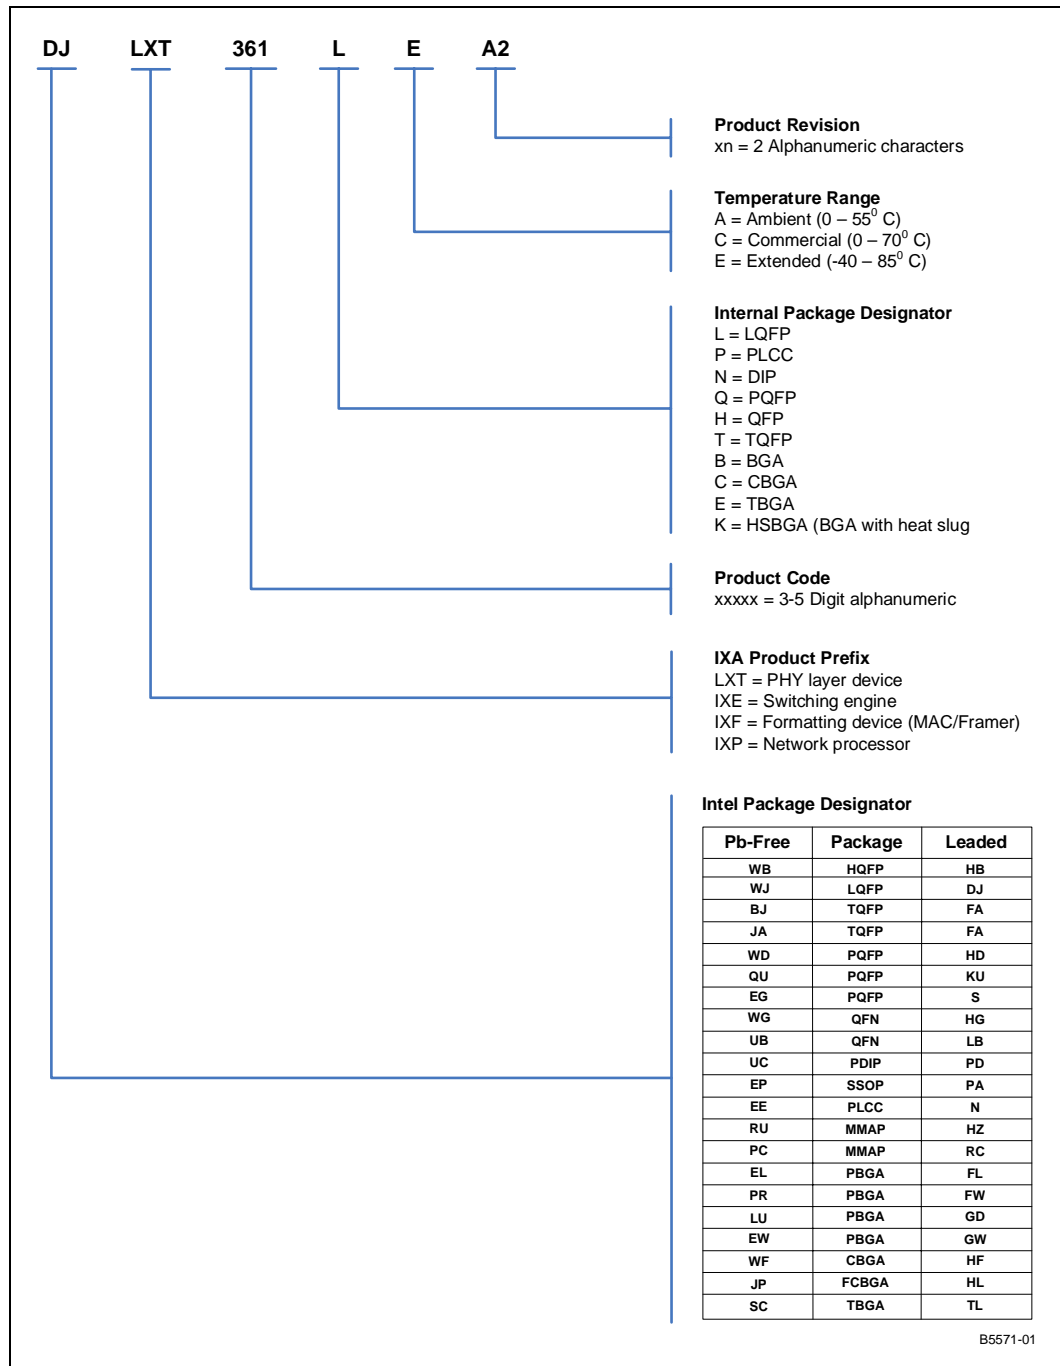 DJ LXT 361 L E A2
Product Revision
xn = 2 Alphanumeric characters
Temperature Range
A = Ambient (0 – 55⁰ C)
C = Commercial (0 – 70⁰ C)
E = Extended (-40 – 85⁰ C)
Internal Package Designator
L = LQFP
P = PLCC
N = DIP
Q = PQFP
H = QFP
T = TQFP
B = BGA
C = CBGA
E = TBGA
K = HSBGA (BGA with heat slug
Product Code
xxxxx = 3-5 Digit alphanumeric
IXA Product Prefix
LXT = PHY layer device
IXE = Switching engine
IXF = Formatting device (MAC/Framer)
IXP = Network processor
Intel Package Designator
Pb-Free Package Leaded
WB HQFP HB
WJ LQFP DJ
BJ TQFP FA
JA TQFP FA
WD PQFP HD
QU PQFP KU
EG PQFP S
WG QFN HG
UB QFN LB
UC PDIP PD
EP SSOP PA
EE PLCC N
RU MMAP HZ
PC MMAP RC
EL PBGA FL
PR PBGA FW
LU PBGA GD
EW PBGA GW
WF CBGA HF
JP FCBGA HL
SC TBGA TL
B5571-01